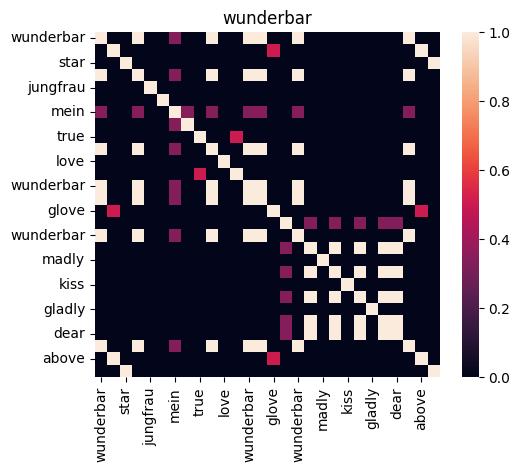 wunderbar
wunderbar
star
jungfrau
mein
true
love
wunderbar
glove
wunderbar
madly
kiss
gladly
dear
above
1.0
0.8
0.6
0.4
0.2
0.0
wunderbar
star
jungfrau
mein
true
love
wunderbar
glove
wunderbar
madly
kiss
gladly
dear
above